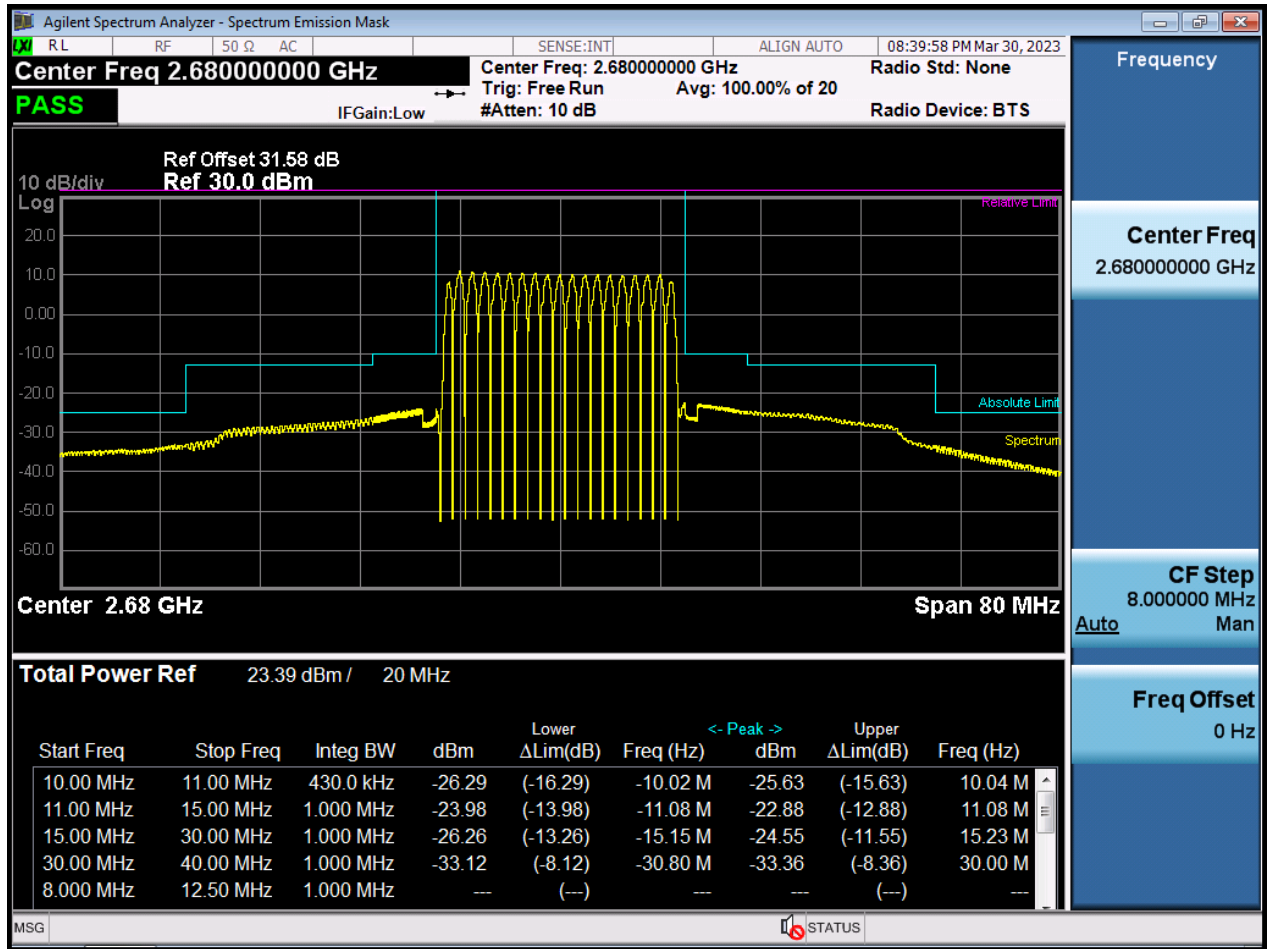 Agilent Spectrum Analyzer - Spectrum Emission Mask
LXI RL RF 50 Ω AC SENSE:INT ALIGN AUTO 08:39:58 PM Mar 30, 2023
Center Freq 2.680000000 GHz
PASS
IFGain:Low
Center Freq: 2.680000000 GHz
Trig: Free Run Avg: 100.00% of 20
#Atten: 10 dB
Radio Std: None
Radio Device: BTS
Ref Offset 31.58 dB
10 dB/div Ref 30.0 dBm
Log
Relative Limit
20.0
10.0
0.00
-10.0
-20.0
Absolute Limit
-30.0
Spectrum
-40.0
-50.0
-60.0
Center 2.68 GHz Span 80 MHz
Total Power Ref 23.39 dBm / 20 MHz
Lower <- Peak -> Upper
Start Freq Stop Freq Integ BW dBm ΔLim(dB) Freq (Hz) dBm ΔLim(dB) Freq (Hz)
10.00 MHz 11.00 MHz 430.0 kHz -26.29 (-16.29) -10.02 M -25.63 (-15.63) 10.04 M
11.00 MHz 15.00 MHz 1.000 MHz -23.98 (-13.98) -11.08 M -22.88 (-12.88) 11.08 M
15.00 MHz 30.00 MHz 1.000 MHz -26.26 (-13.26) -15.15 M -24.55 (-11.55) 15.23 M
30.00 MHz 40.00 MHz 1.000 MHz -33.12 (-8.12) -30.80 M -33.36 (-8.36) 30.00 M
8.000 MHz 12.50 MHz 1.000 MHz --- (---) --- --- (---) ---
MSG STATUS
Frequency
Center Freq
2.680000000 GHz
CF Step
8.000000 MHz
Auto Man
Freq Offset
0 Hz